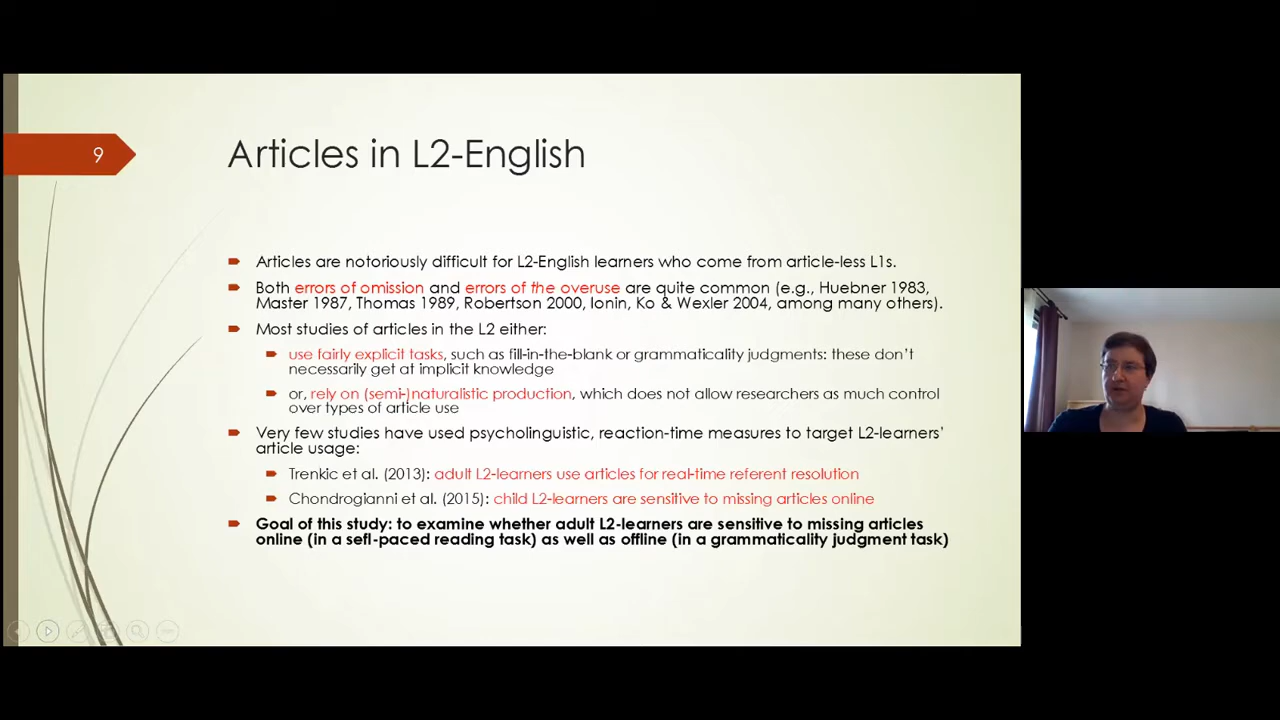 9
Articles in L2-English
Articles are notoriously difficult for L2-English learners who come from article-less L1s.
Both errors of omission and errors of the overuse are quite common (e.g., Huebner 1983,
Master 1987, Thomas 1989, Robertson 2000, Ionin, Ko & Wexler 2004, among many others).
Most studies of articles in the L2 either:
use fairly explicit tasks, such as fill-in-the-blank or grammaticality judgments: these don't
necessarily get at implicit knowledge
or, rely on (semi-)naturalistic production, which does not allow researchers as much control
over types of article use
Very few studies have used psycholinguistic, reaction-time measures to target L2-learners'
article usage:
Trenkic et al. (2013): adult L2-learners use articles for real-time referent resolution
Chondrogianni et al. (2015): child L2-learners are sensitive to missing articles online
Goal of this study: to examine whether adult L2-learners are sensitive to missing articles
online (in a sefl-paced reading task) as well as offline (in a grammaticality judgment task)